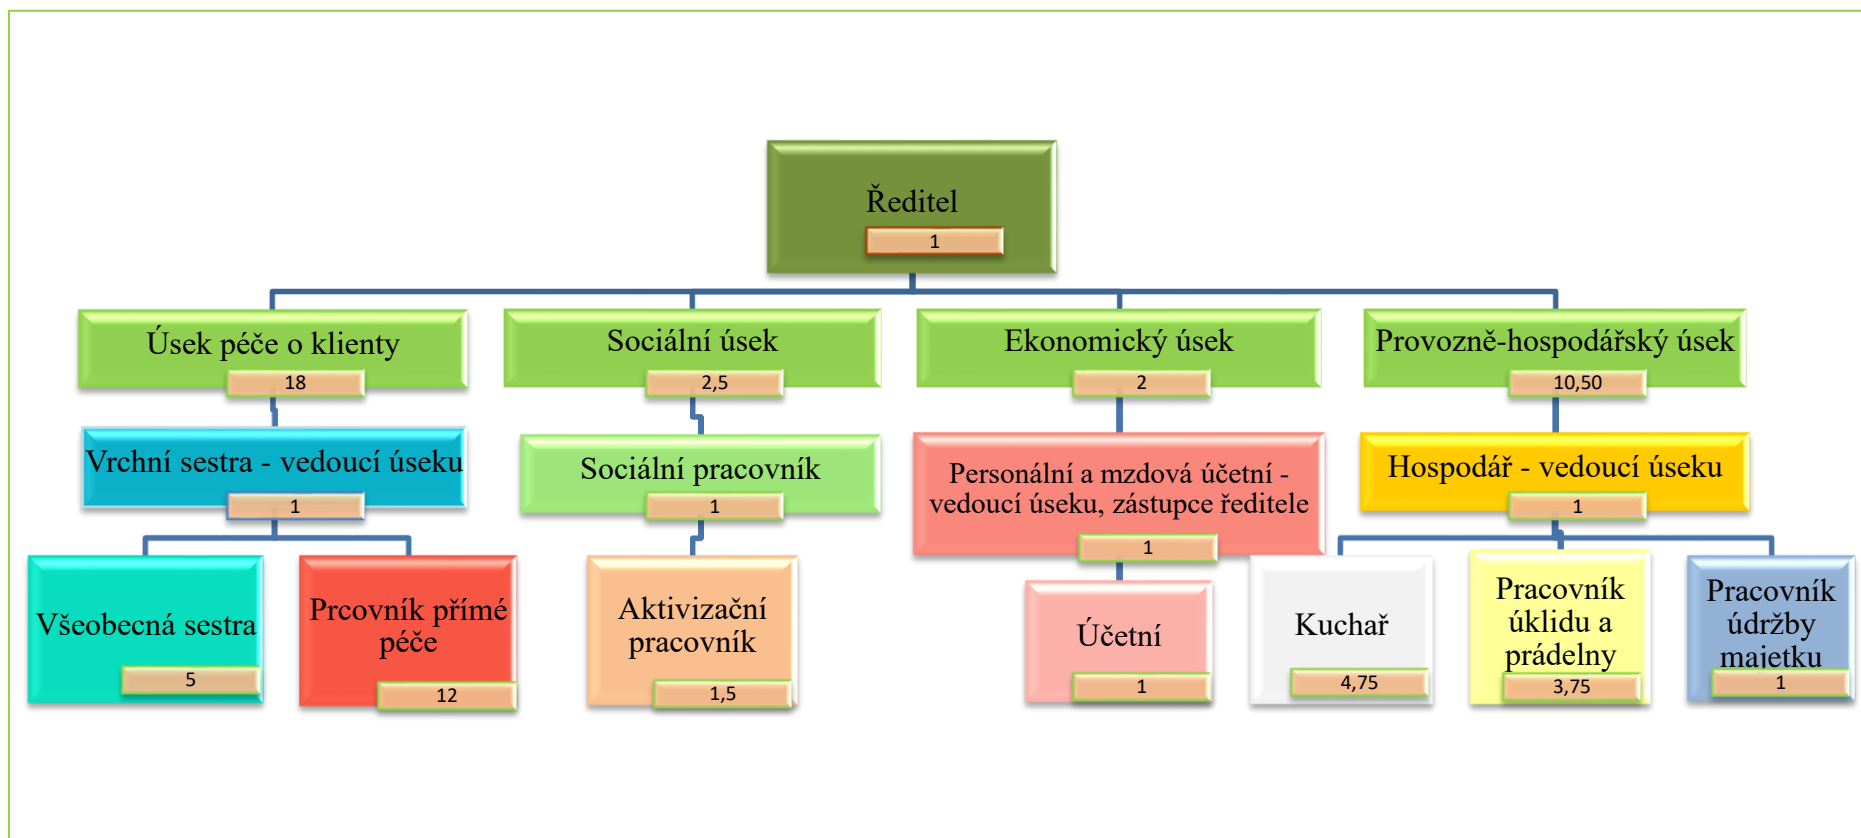 Ředitel
1
Úsek péče o klienty
18
Sociální úsek
2,5
Ekonomický úsek
2
Provozně-hospodářský úsek
10,50
Vrchní sestra - vedoucí úseku
1
Sociální pracovník
1
Personální a mzdová účetní -
vedoucí úseku, zástupce ředitele
1
Hospodář - vedoucí úseku
1
Všeobecná sestra
5
Prcovník přímé
péče
12
Aktivizační
pracovník
1,5
Účetní
1
Kuchař
4,75
Pracovník
úklidu a
prádelny
3,75
Pracovník
údržby
majetku
1